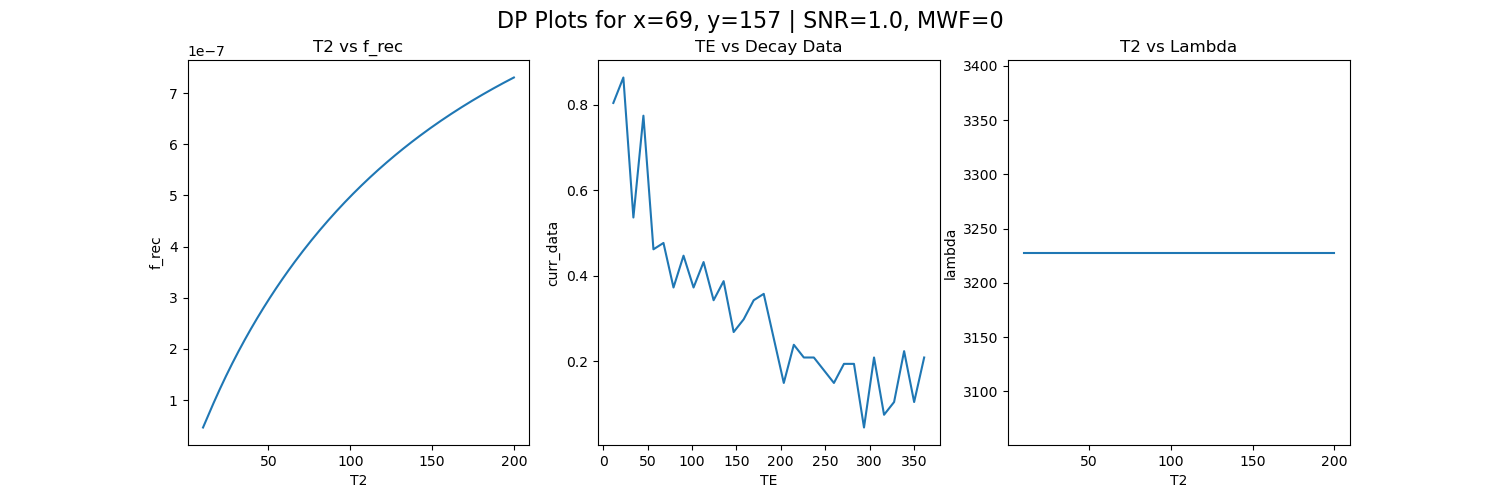 DP Plots for x=69, y=157 | SNR=1.0, MWF=0
T2 vs f_rec
1e−7
7
6
5
4
3
2
1
f_rec
50 100 150 200
T2
TE vs Decay Data
0.8
0.6
0.4
0.2
curr_data
0 50 100 150 200 250 300 350
TE
T2 vs Lambda
3400
3350
3300
3250
3200
3150
3100
lambda
50 100 150 200
T2